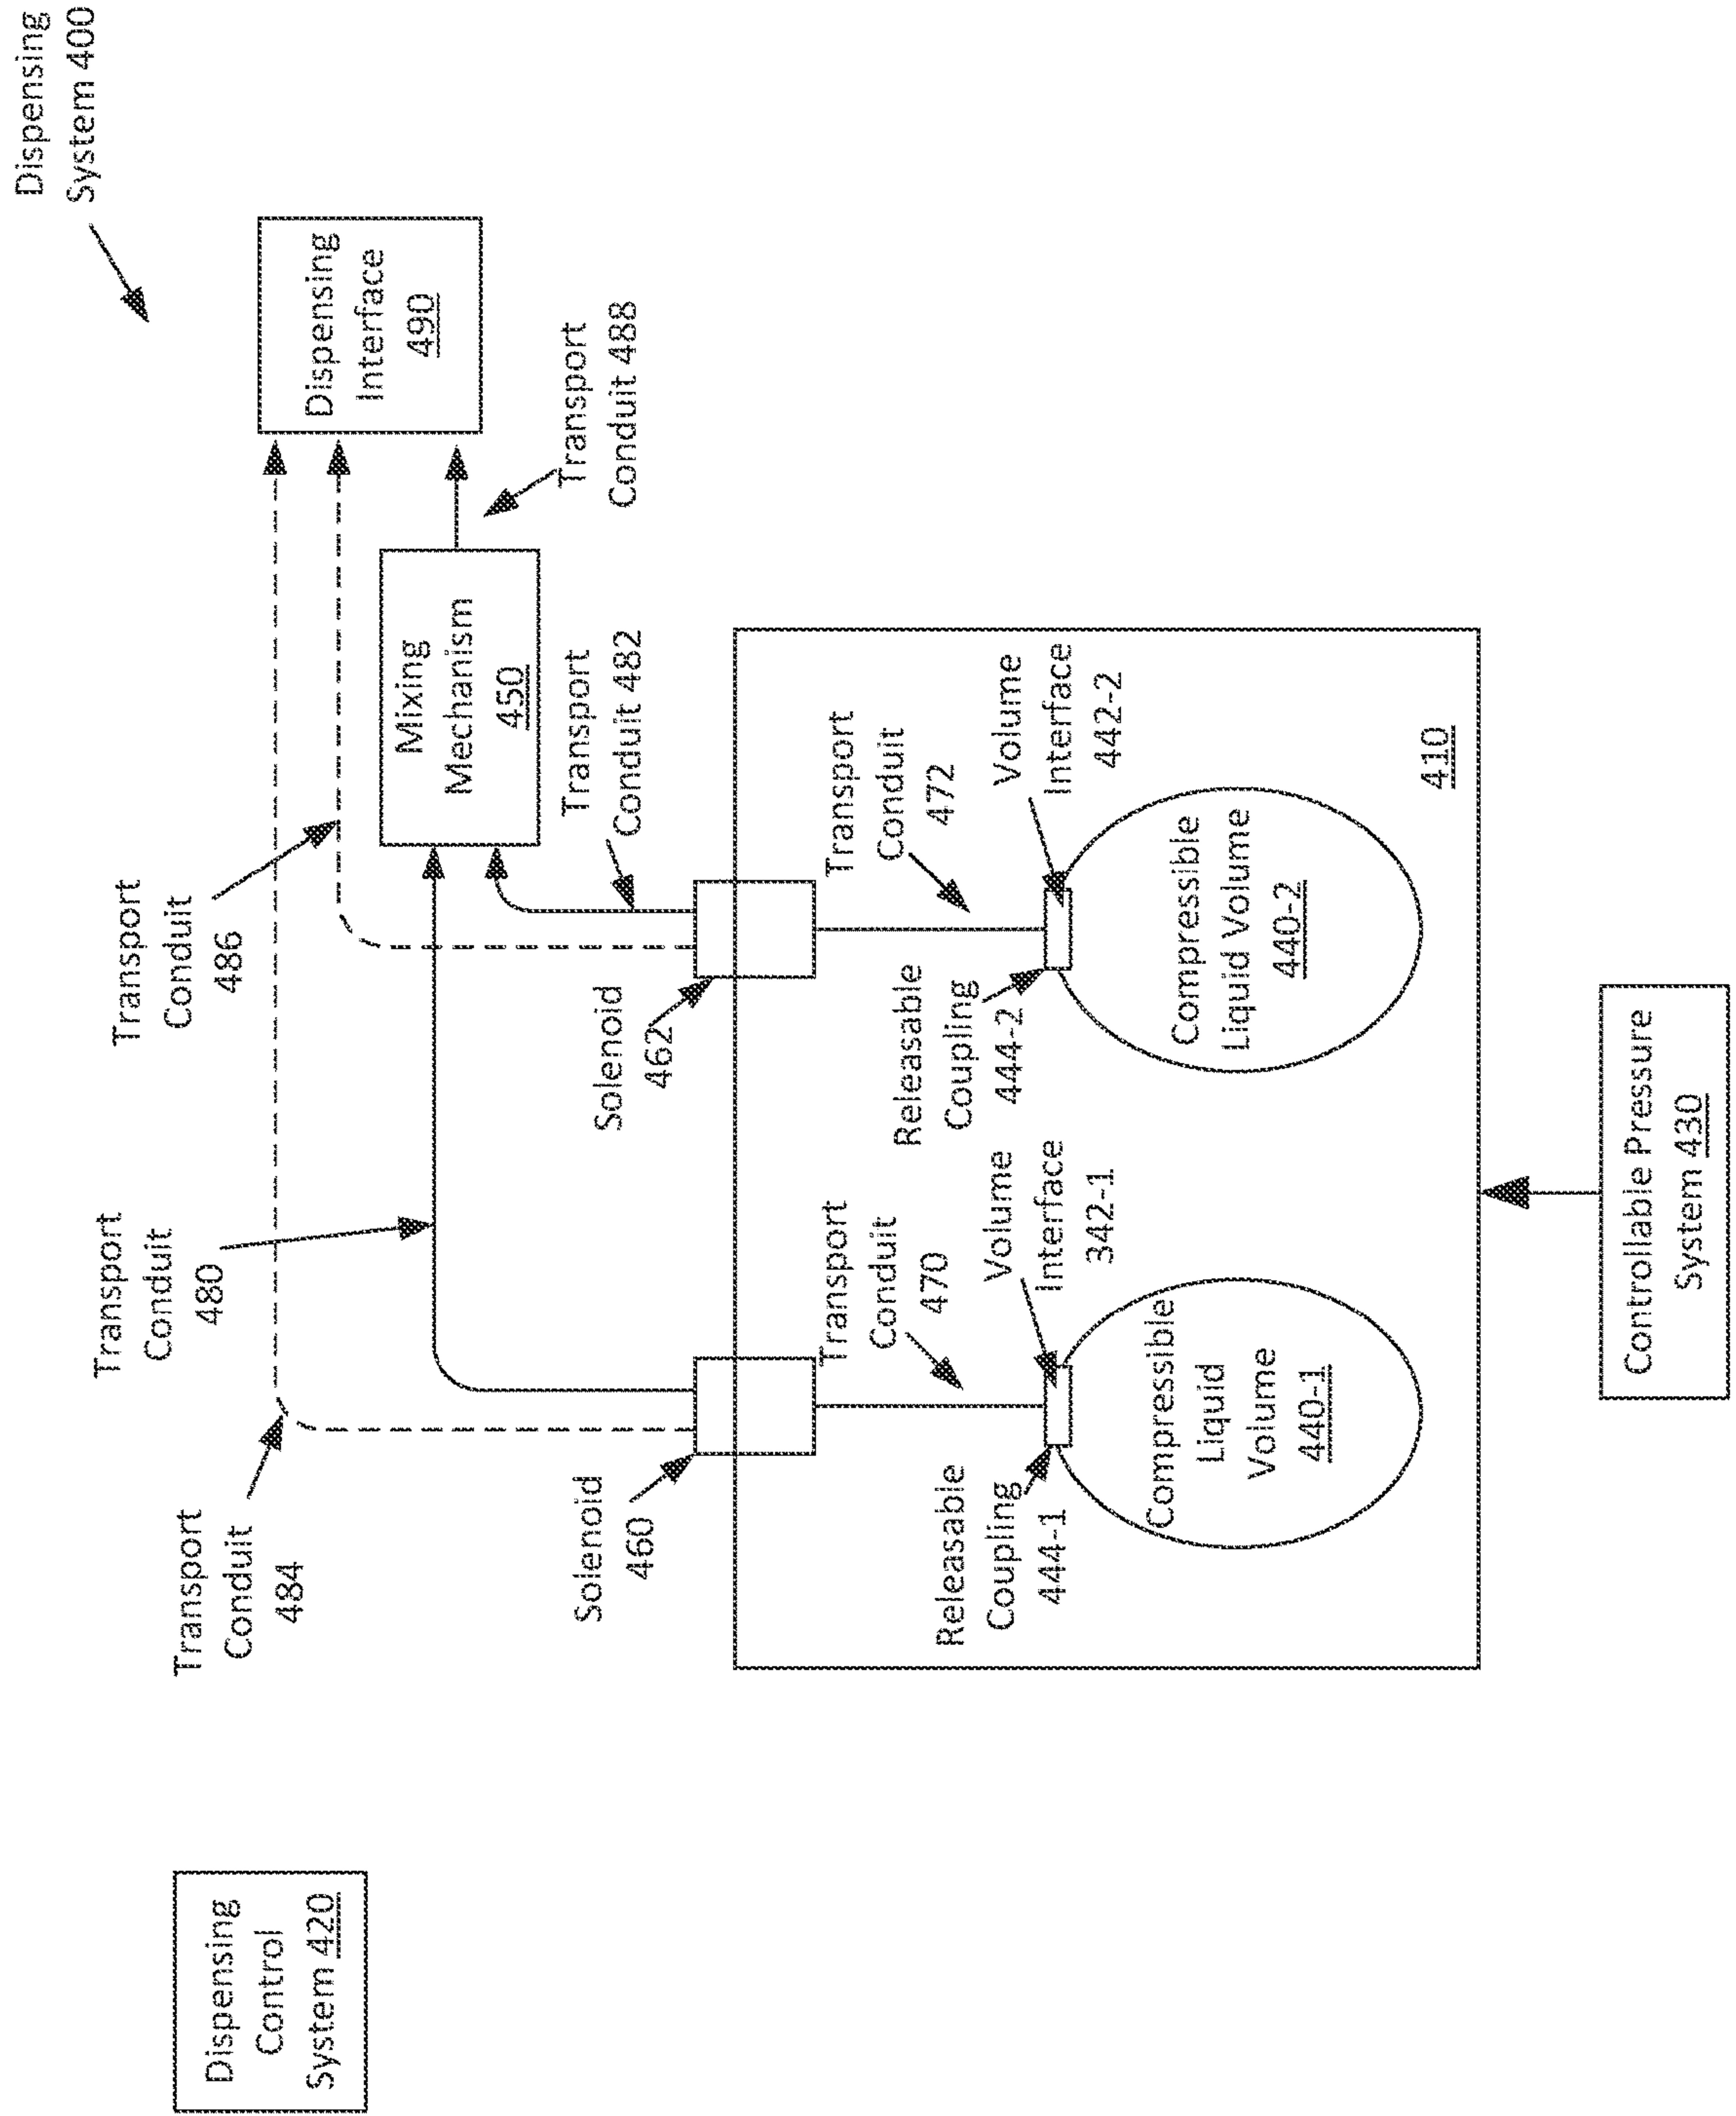 Dispensing
System 400
Dispensing
Control
System 420
Transport
Conduit
484
Transport
Conduit
480
Transport
Conduit
486
Dispensing
Interface
490
Mixing
Mechanism
450
Transport
Conduit 488
Transport
Conduit 482
Solenoid
460
Solenoid
462
Transport
Conduit
470
Transport
Conduit
472
Releasable
Coupling
444-1
Volume
Interface
342-1
Releasable
Coupling
444-2
Volume
Interface
442-2
Compressible
Liquid
Volume
440-1
Compressible
Liquid Volume
440-2
410
Controllable Pressure
System 430